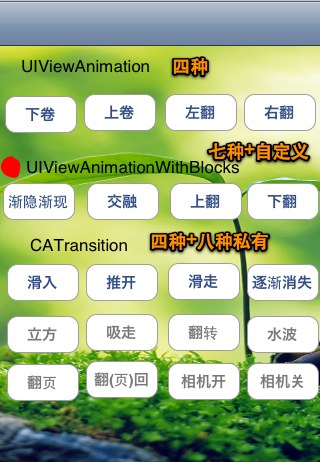 UIViewAnimation 四种
下卷 上卷 左翻 右翻
七种+自定义
UIViewAnimationWithBlocks
渐隐渐现 交融 上翻 下翻
CATransition 四种+八种私有
滑入 推开 滑走 逐渐消失
立方 吸走 翻转 水波
翻页 翻(页)回 相机开 相机关